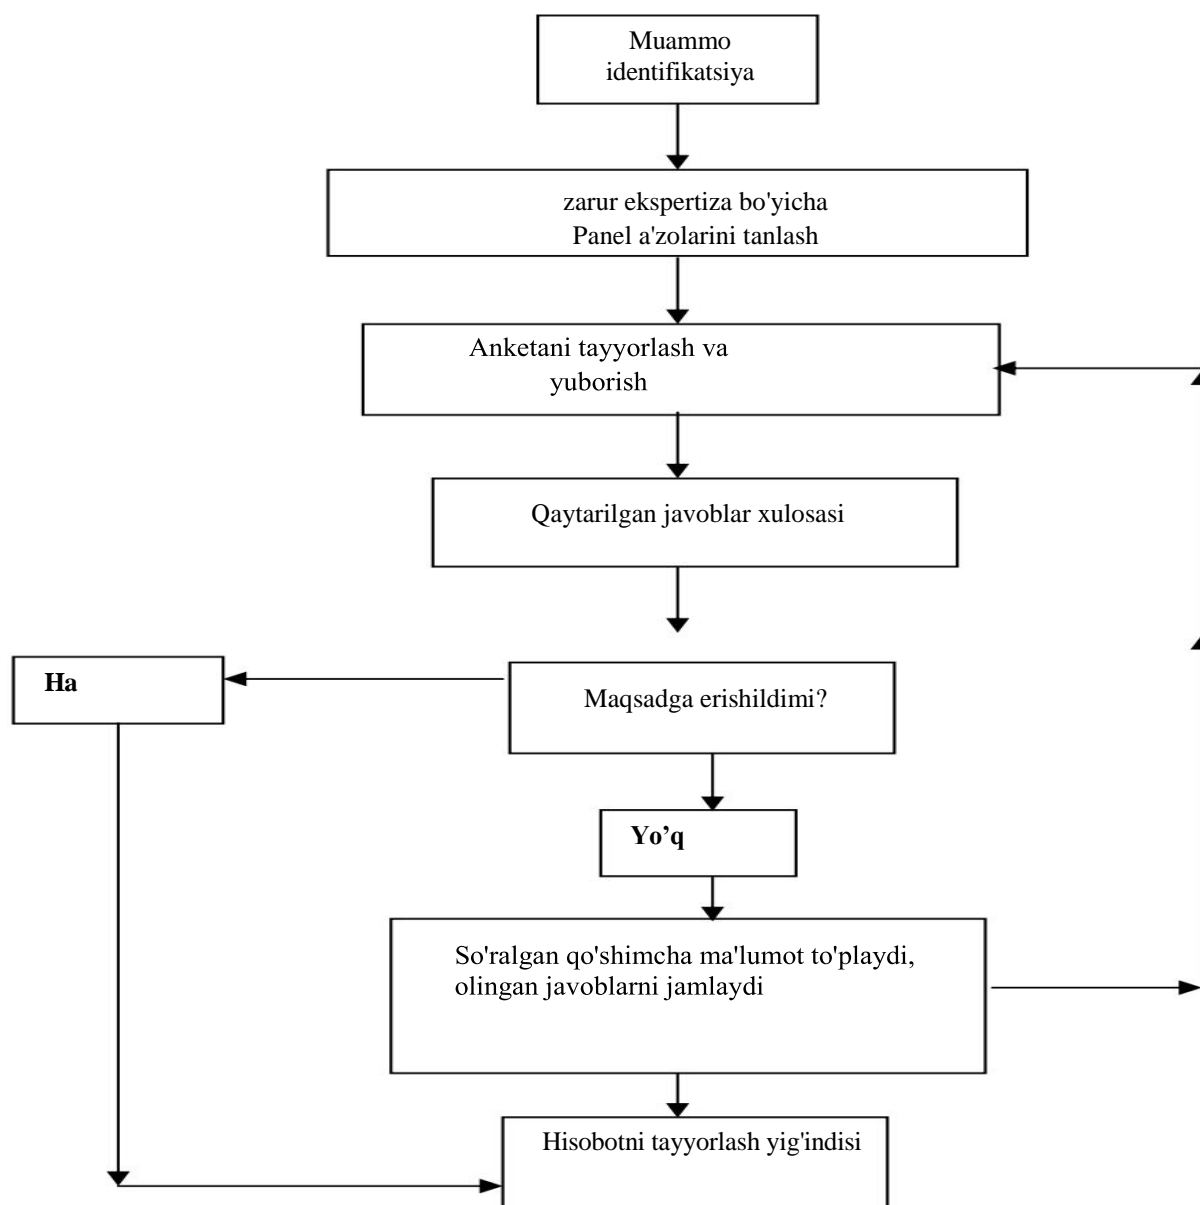 Muammo
identifikatsiya
zarur ekspertiza bo'yicha
Panel a'zolarini tanlash
Anketani tayyorlash va
yuborish
Qaytarilgan javoblar xulosasi
Ha
Maqsadga erishildimi?
Yo’q
So'ralgan qo'shimcha ma'lumot to'playdi,
olingan javoblarni jamlaydi
Hisobotni tayyorlash yig'indisi